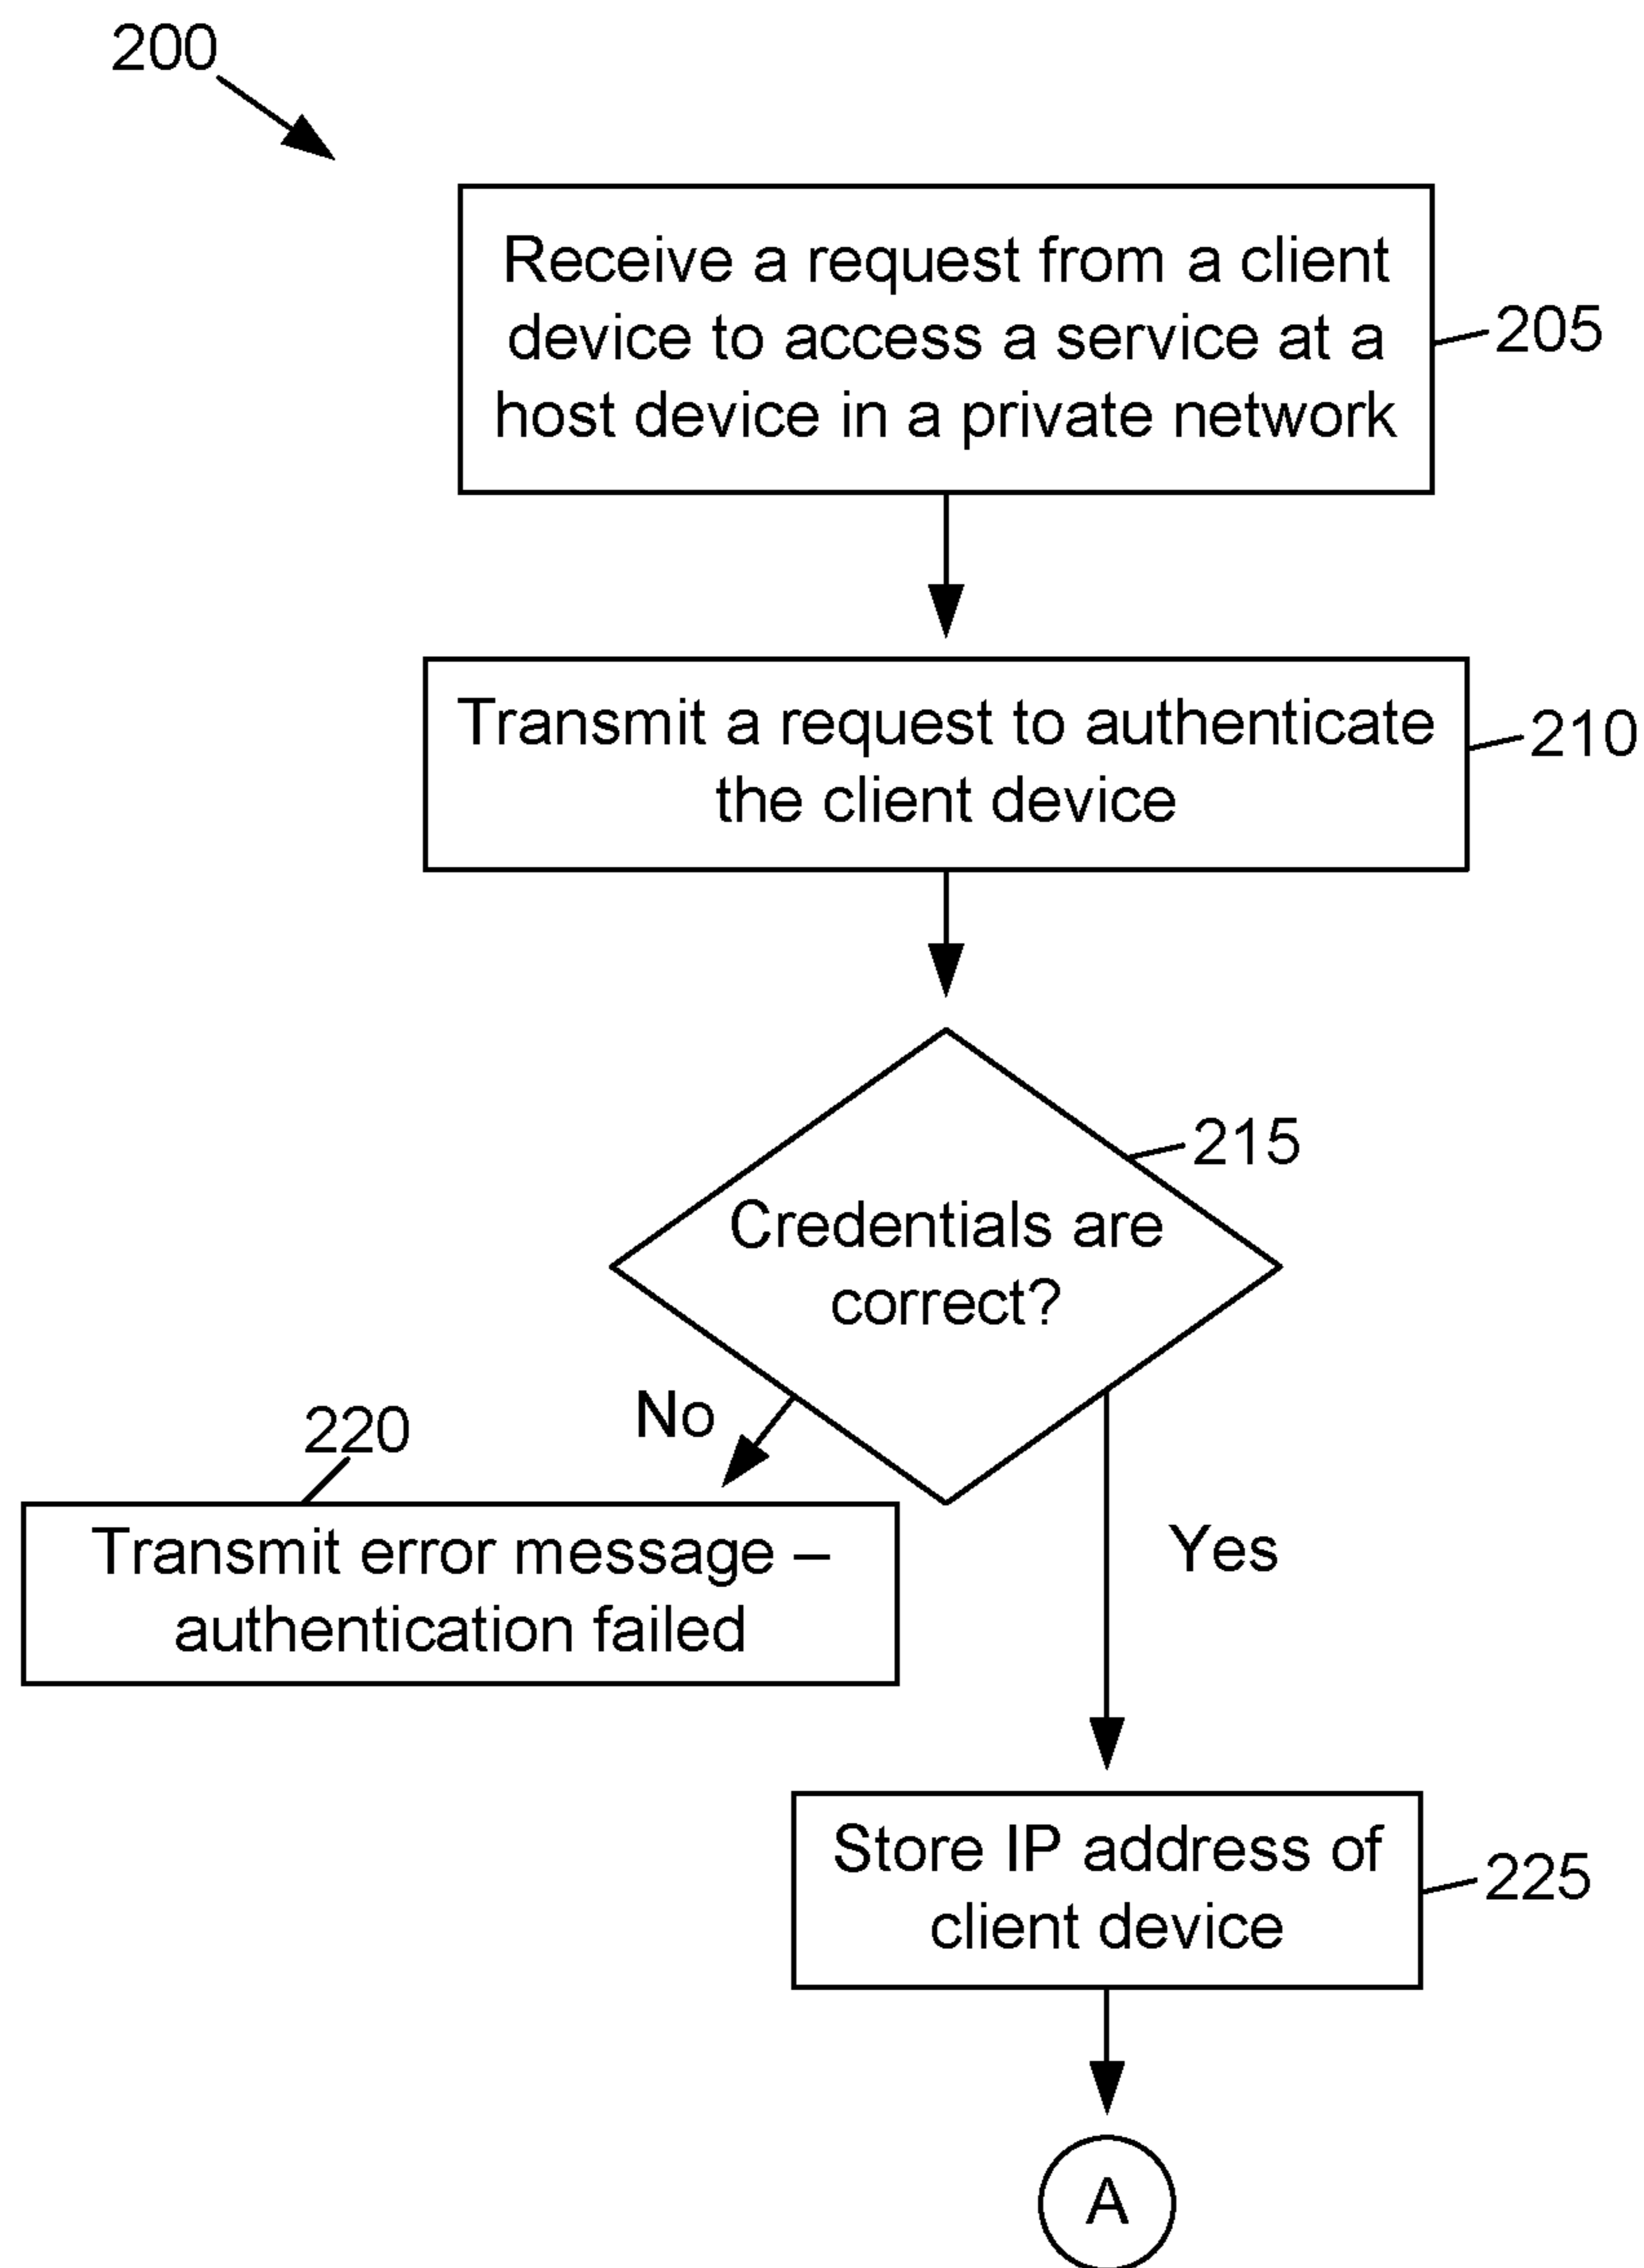 200
Receive a request from a client
device to access a service at a
host device in a private network
205
Transmit a request to authenticate
the client device
210
215
Credentials are
correct?
No
220
Transmit error message –
authentication failed
Yes
Store IP address of
client device
225
A